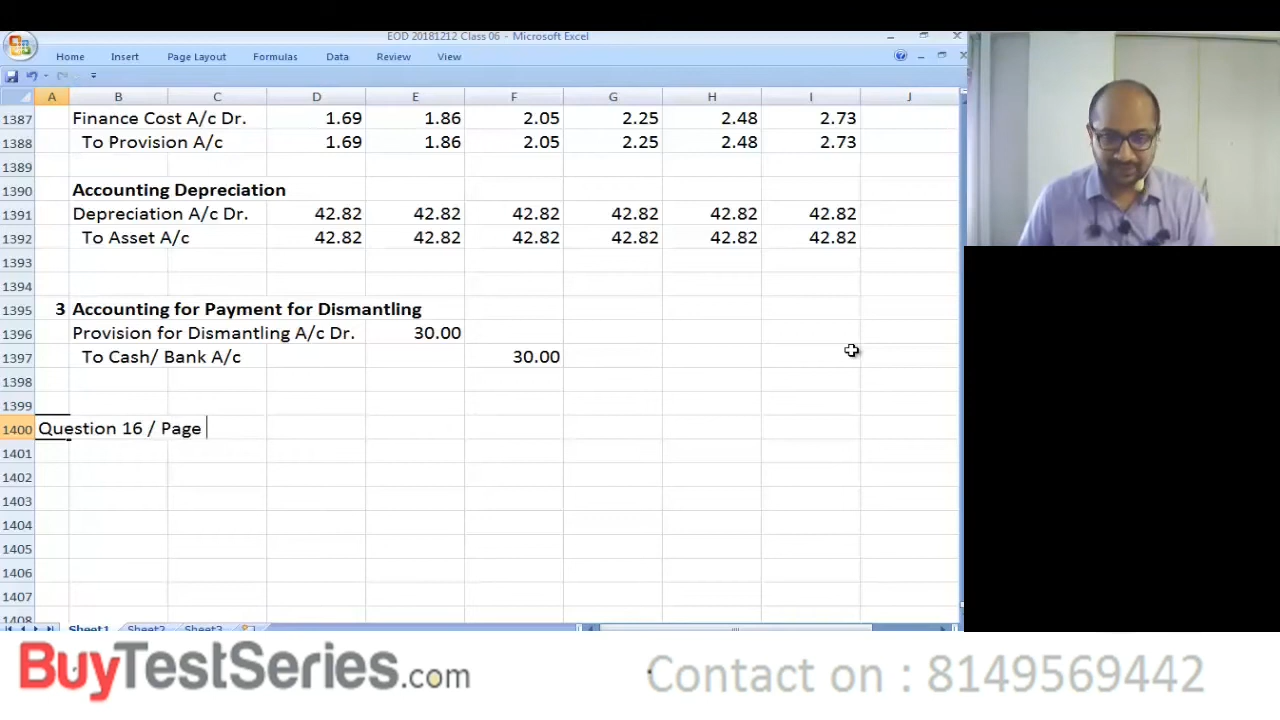 EOD 20181212 Class 06 - Microsoft Excel
Home Insert Page Layout Formulas Data Review View
A B C D E F G H I J
1387 Finance Cost A/c Dr. 1.69 1.86 2.05 2.25 2.48 2.73
1388 To Provision A/c 1.69 1.86 2.05 2.25 2.48 2.73
1389
1390 Accounting Depreciation
1391 Depreciation A/c Dr. 42.82 42.82 42.82 42.82 42.82 42.82
1392 To Asset A/c 42.82 42.82 42.82 42.82 42.82 42.82
1393
1394
1395 3 Accounting for Payment for Dismantling
1396 Provision for Dismantling A/c Dr. 30.00
1397 To Cash/ Bank A/c 30.00
1398
1399
1400 Question 16 / Page
1401
1402
1403
1404
1405
1406
1407
1408
Sheet1 Sheet2 Sheet3
BuyTestSeries.com Contact on : 8149569442